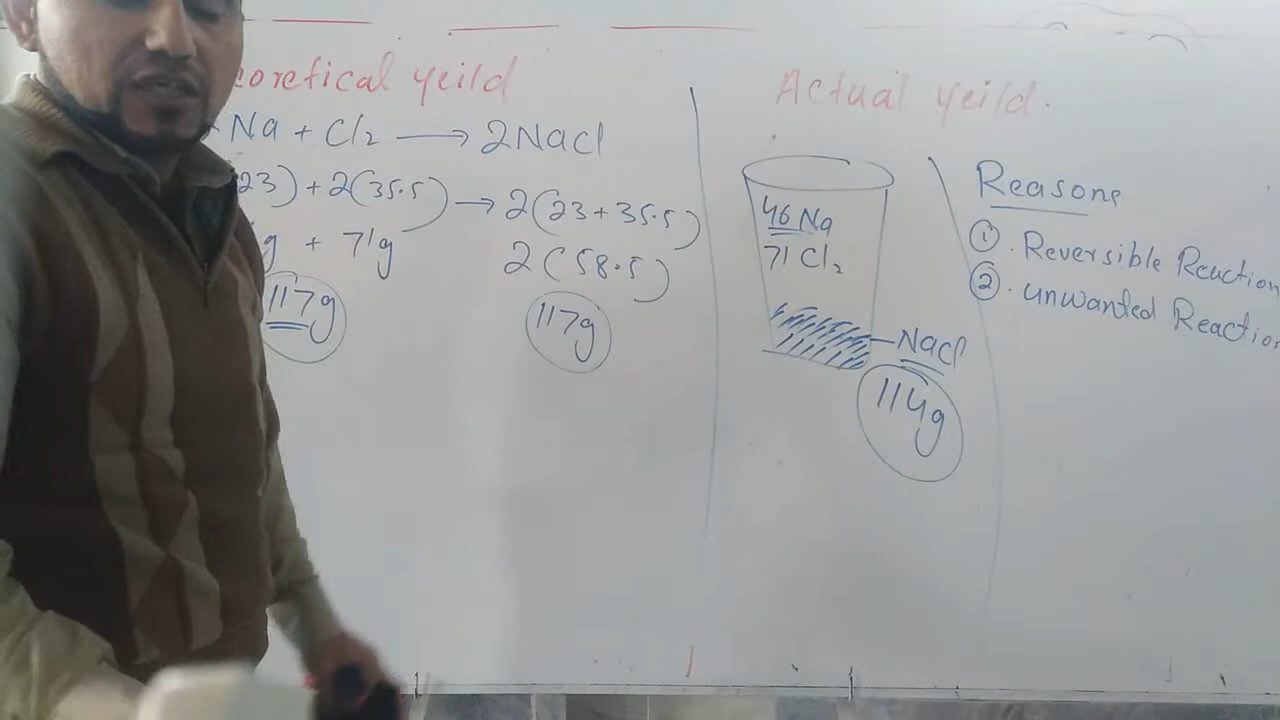 oretical yeild
Na + Cl₂ → 2NaCl
23) + 2(35.5) → 2(23 + 35.5)
g + 71g
2(58.5)
117g
117g
Actual yeild.
46 Na
71 Cl₂
NaCl
114g
Reasons
① . Reversible Reaction
② . unwanted Reactio